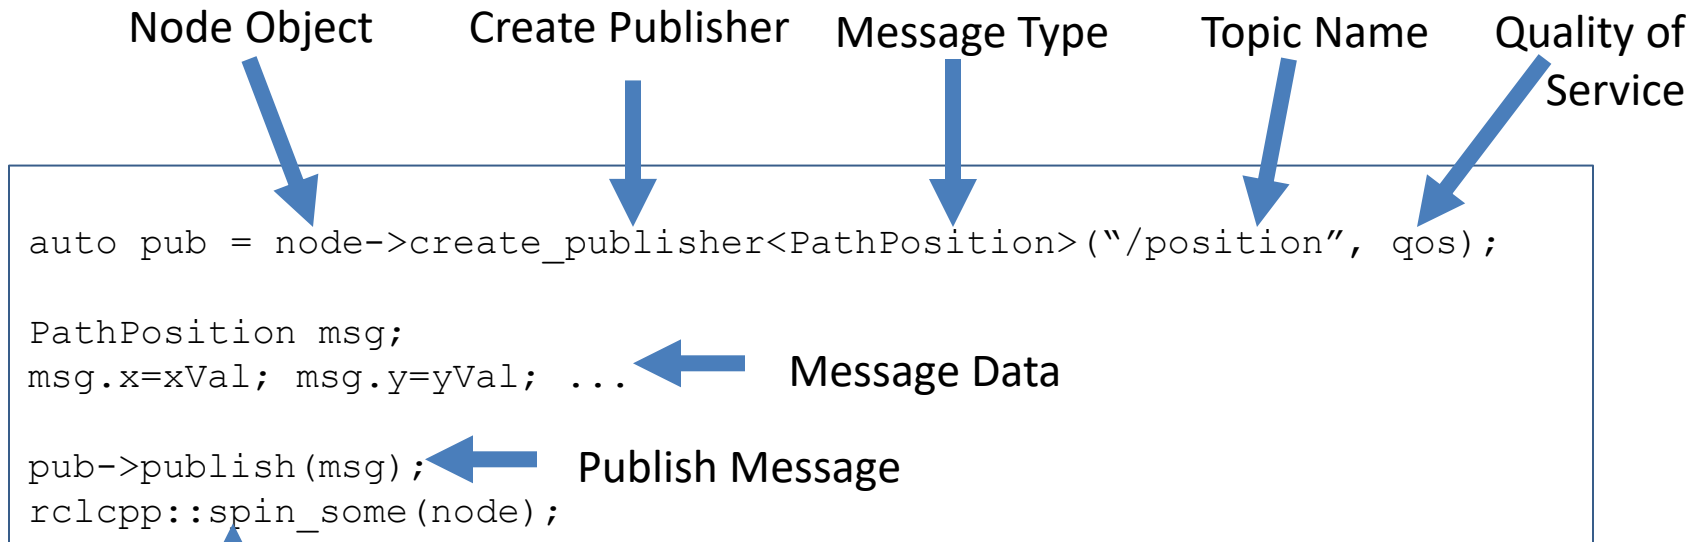 Node Object Create Publisher Message Type Topic Name Quality of
Service
auto pub = node->create_publisher<PathPosition>(“/position”, qos);
PathPosition msg;
msg.x=xVal; msg.y=yVal; ... Message Data
pub->publish(msg); Publish Message
rclcpp::spin_some(node);